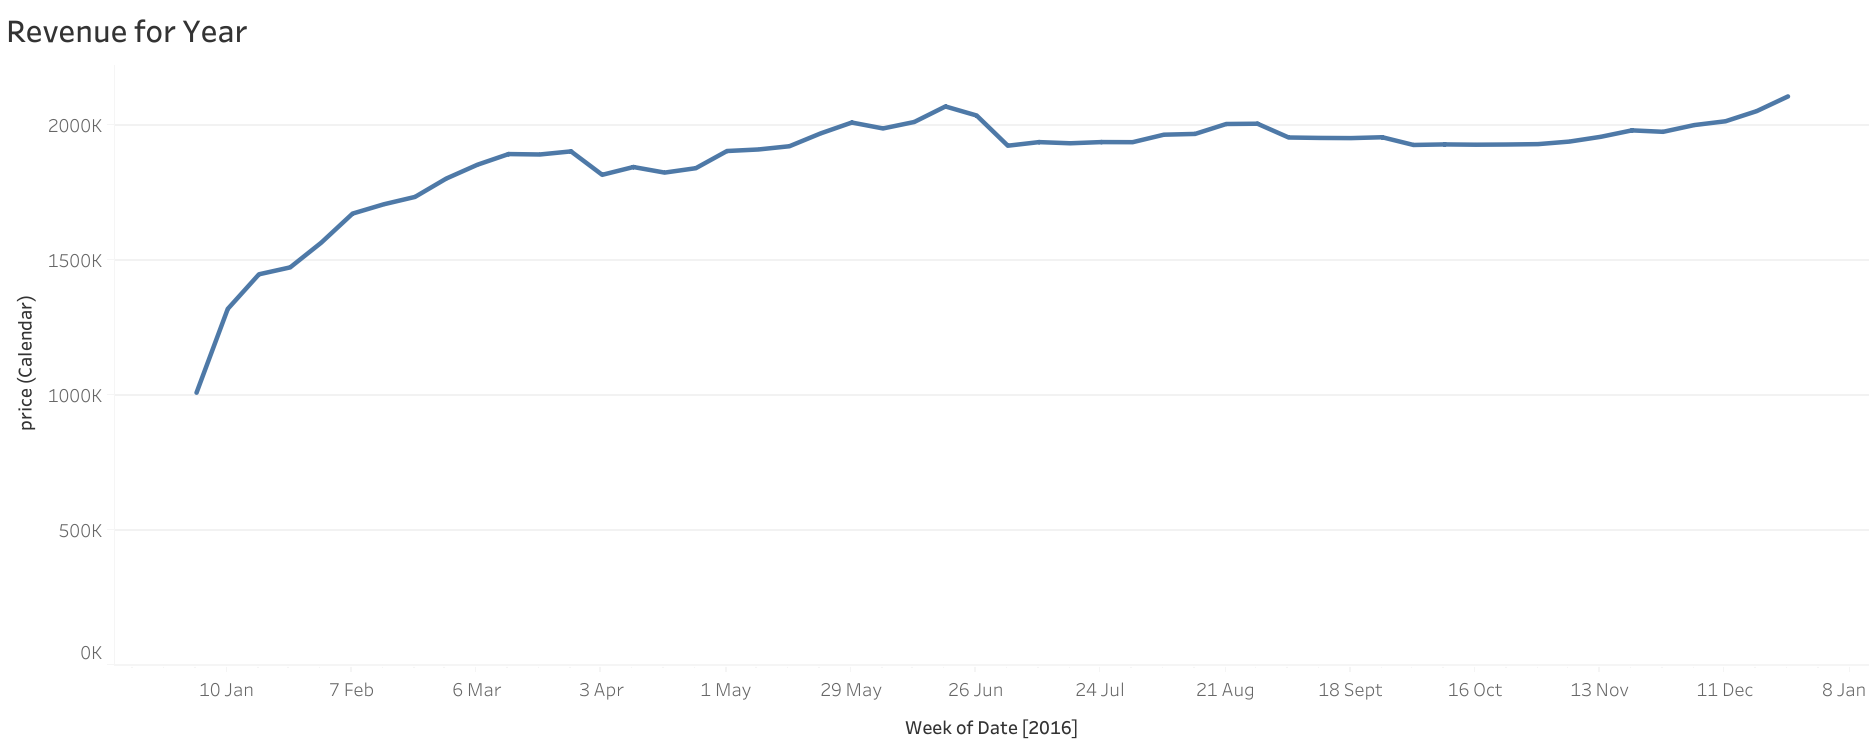 Revenue for Year
2000K
1500K
1000K
500K
0K
price (Calendar)
10 Jan 7 Feb 6 Mar 3 Apr 1 May 29 May 26 Jun 24 Jul 21 Aug 18 Sept 16 Oct 13 Nov 11 Dec 8 Jan
Week of Date [2016]